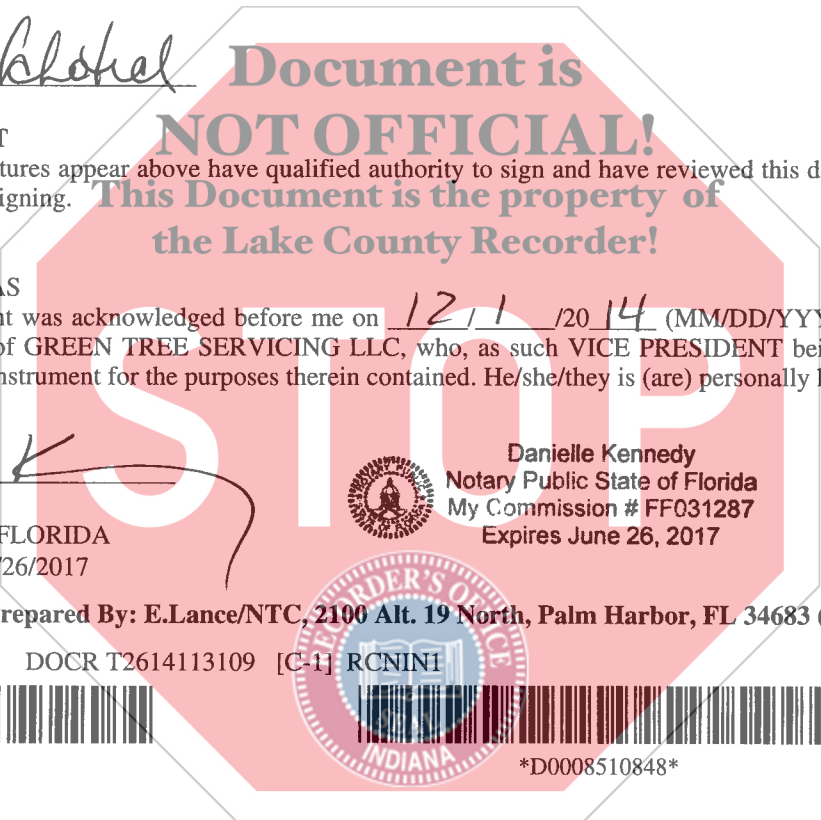 Document is
NOT OFFICIAL!
T
tures appear above have qualified authority to sign and have reviewed this d
igning.
This Document is the property of
the Lake County Recorder!
AS
nt was acknowledged before me on 12/1/2014 (MM/DD/YYY
of GREEN TREE SERVICING LLC, who, as such VICE PRESIDENT bei
nstrument for the purposes therein contained. He/she/they is (are) personally
STOP
Danielle Kennedy
Notary Public State of Florida
My Commission # FF031287
Expires June 26, 2017
FLORIDA
/26/2017
RECORDER'S OFFICE
repared By: E.Lance/NTC, 2100 Alt. 19 North, Palm Harbor, FL 34683 (
DOCR T2614113109 [C-1] RCNIN1
SEAL
INDIANA
*D0008510848*